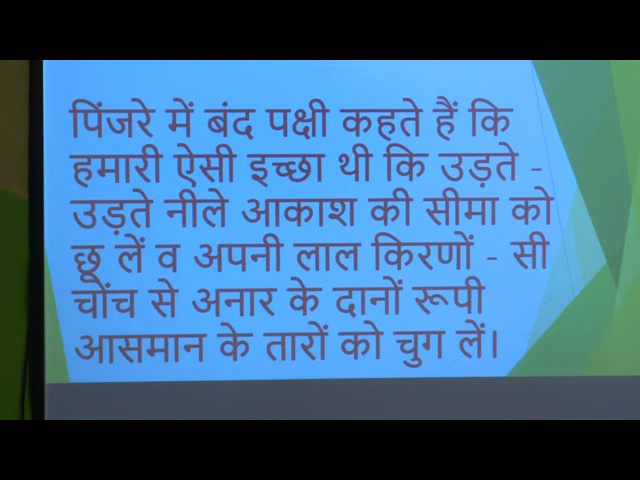 पिंजरे में बंद पक्षी कहते हैं कि
हमारी ऐसी इच्छा थी कि उड़ते -
उड़ते नीले आकाश की सीमा को
छू लें व अपनी लाल किरणों - सी
चोंच से अनार के दानों रूपी
आसमान के तारों को चुग लें।